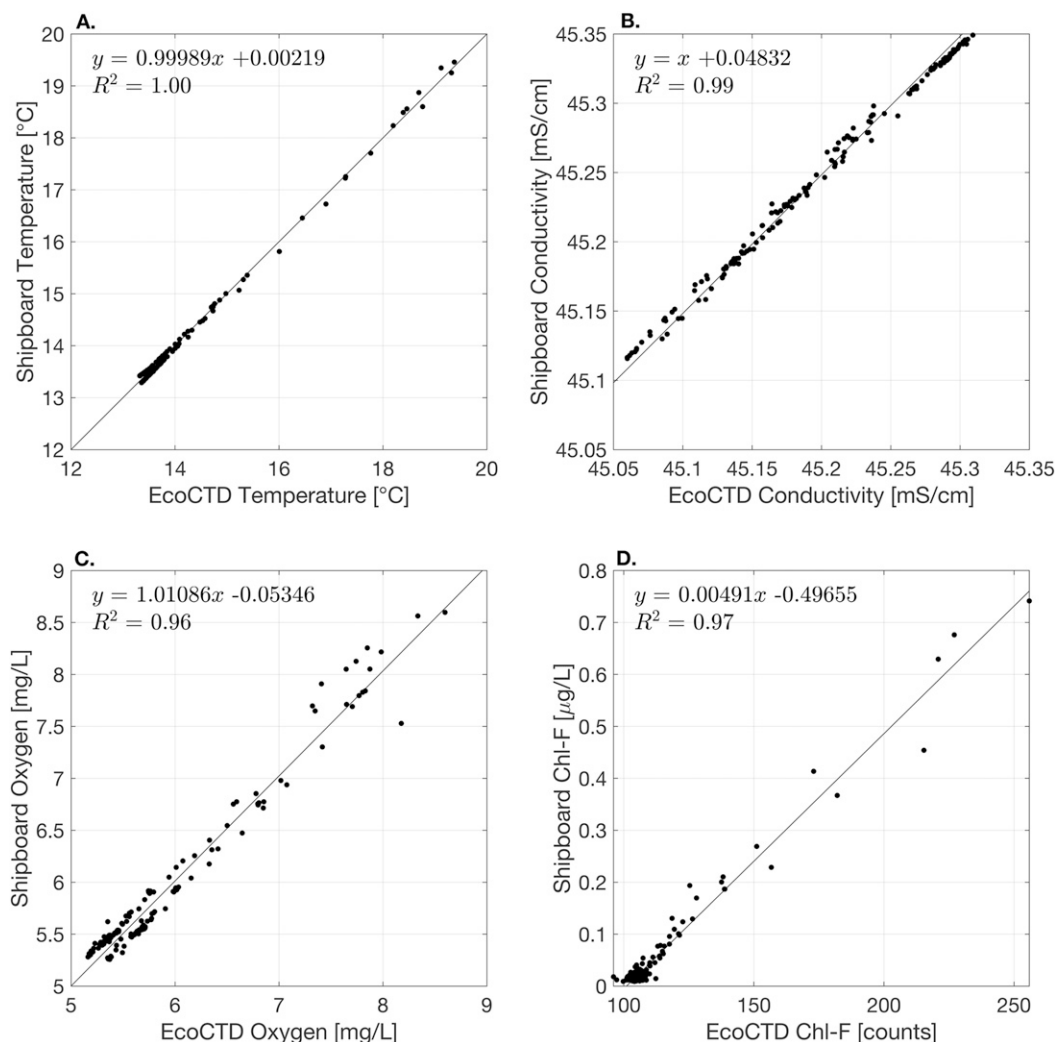 A.
y = 0.99989x +0.00219
R² = 1.00
20
19
18
17
16
15
14
13
12
12 14 16 18 20
Shipboard Temperature [°C]
EcoCTD Temperature [°C]
B.
y = x +0.04832
R² = 0.99
45.35
45.3
45.25
45.2
45.15
45.1
45.05
45.05 45.1 45.15 45.2 45.25 45.3 45.35
Shipboard Conductivity [mS/cm]
EcoCTD Conductivity [mS/cm]
C.
y = 1.01086x -0.05346
R² = 0.96
9
8.5
8
7.5
7
6.5
6
5.5
5
5 6 7 8 9
Shipboard Oxygen [mg/L]
EcoCTD Oxygen [mg/L]
D.
y = 0.00491x -0.49655
R² = 0.97
0.8
0.7
0.6
0.5
0.4
0.3
0.2
0.1
0
100 150 200 250
Shipboard Chl-F [µg/L]
EcoCTD Chl-F [counts]